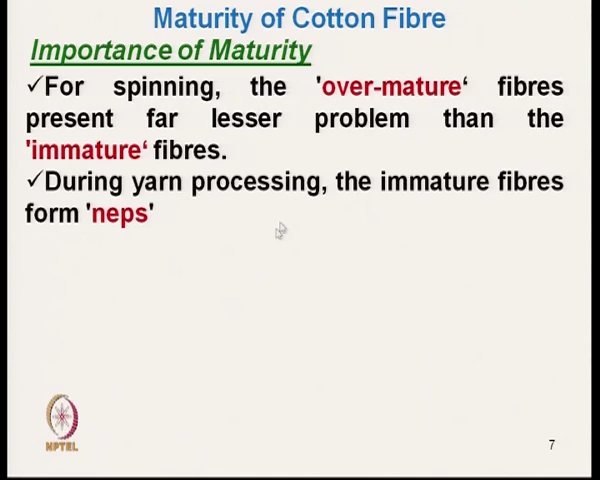 Maturity of Cotton Fibre
Importance of Maturity
✓For spinning, the 'over-mature‘ fibres
present far lesser problem than the
'immature‘ fibres.
✓During yarn processing, the immature fibres
form 'neps'
NPTEL
7